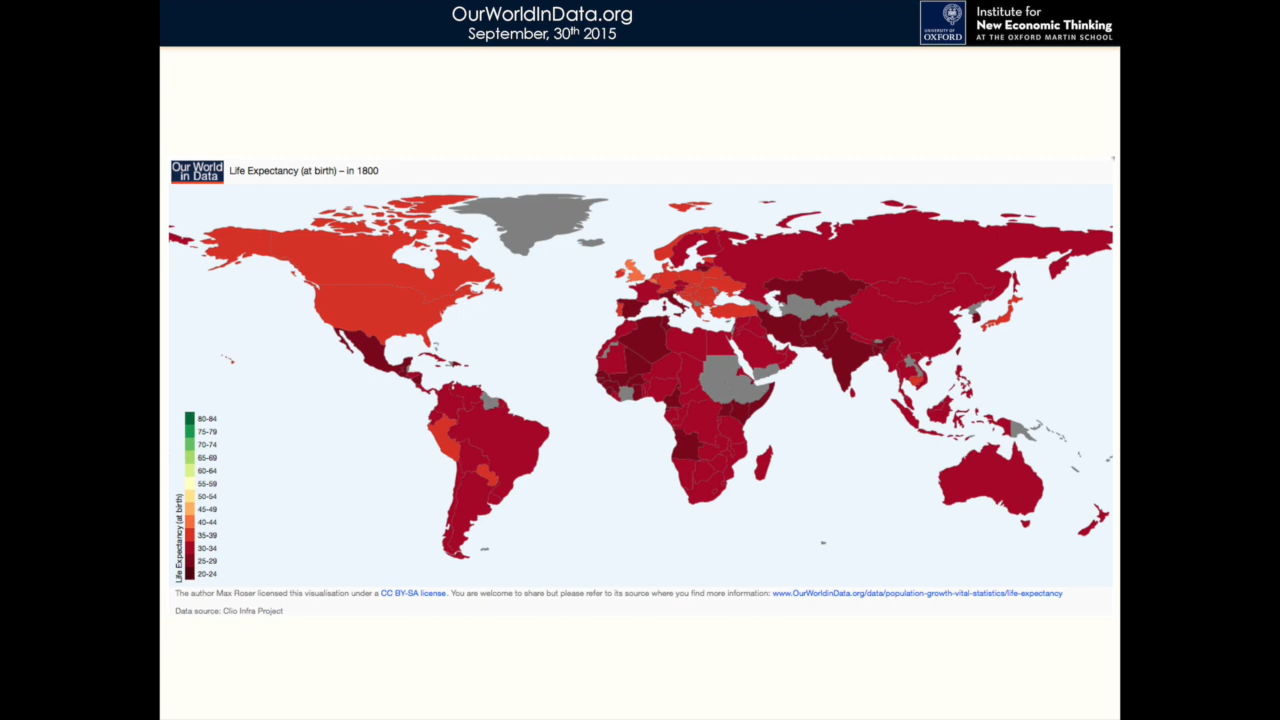 OurWorldInData.org
September, 30th 2015
UNIVERSITY OF
OXFORD
Institute for
New Economic Thinking
AT THE OXFORD MARTIN SCHOOL
Our World
in Data
Life Expectancy (at birth) – in 1800
Life Expectancy (at birth)
80-84
75-79
70-74
65-69
60-64
55-59
50-54
45-49
40-44
35-39
30-34
25-29
20-24
The author Max Roser licensed this visualisation under a CC BY-SA license. You are welcome to share but please refer to its source where you find more information: www.OurWorldinData.org/data/population-growth-vital-statistics/life-expectancy
Data source: Clio Infra Project